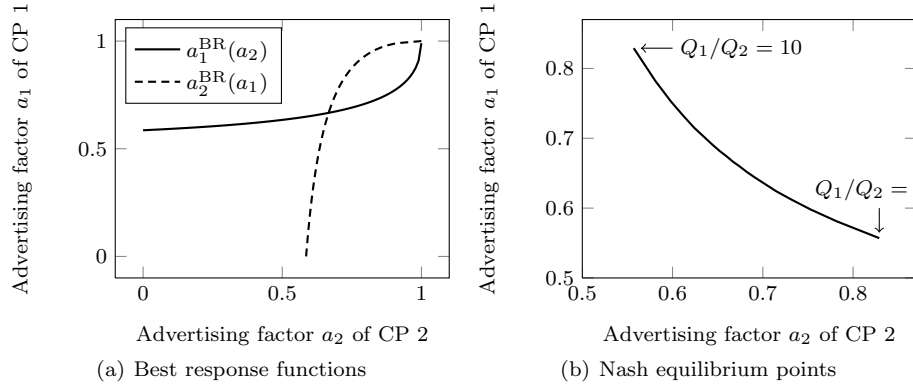 Advertising factor a₁ of CP 1
1
0.5
0
a₁ᴮᴿ(a₂)
a₂ᴮᴿ(a₁)
0 0.5 1
Advertising factor a₂ of CP 2
(a) Best response functions
Advertising factor a₁ of CP 1
0.8
0.7
0.6
0.5
Q₁/Q₂ = 10
Q₁/Q₂ =
0.5 0.6 0.7 0.8
Advertising factor a₂ of CP 2
(b) Nash equilibrium points